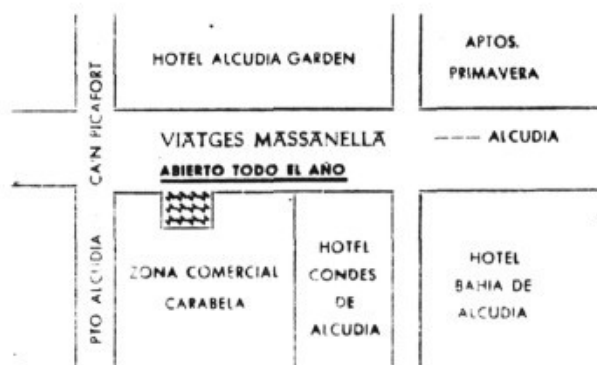 HOTEL ALCUDIA GARDEN
APTOS.
PRIMAVERA
CA'N PICAFORT
VIATGES MASSANELLA
ALCUDIA
ABIERTO TODO EL AÑO
PTO ALCUDIA
ZONA COMERCIAL
CARABELA
HOTEL
CONDES
DE
ALCUDIA
HOTEL
BAHIA DE
ALCUDIA